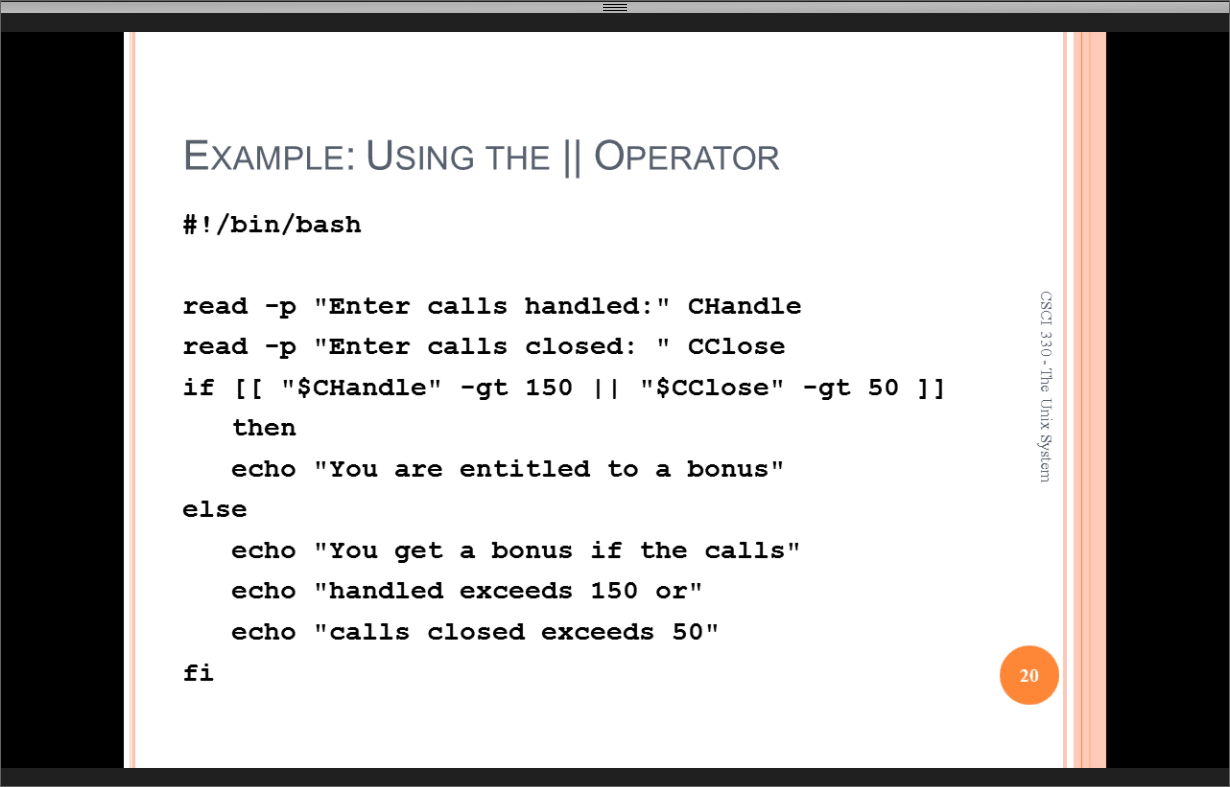 EXAMPLE: USING THE || OPERATOR
#!/bin/bash
read -p "Enter calls handled:" CHandle
read -p "Enter calls closed: " CClose
if [[ "$CHandle" -gt 150 || "$CClose" -gt 50 ]]
then
echo "You are entitled to a bonus"
else
echo "You get a bonus if the calls"
echo "handled exceeds 150 or"
echo "calls closed exceeds 50"
fi
CSCI 330 - The Unix System
20